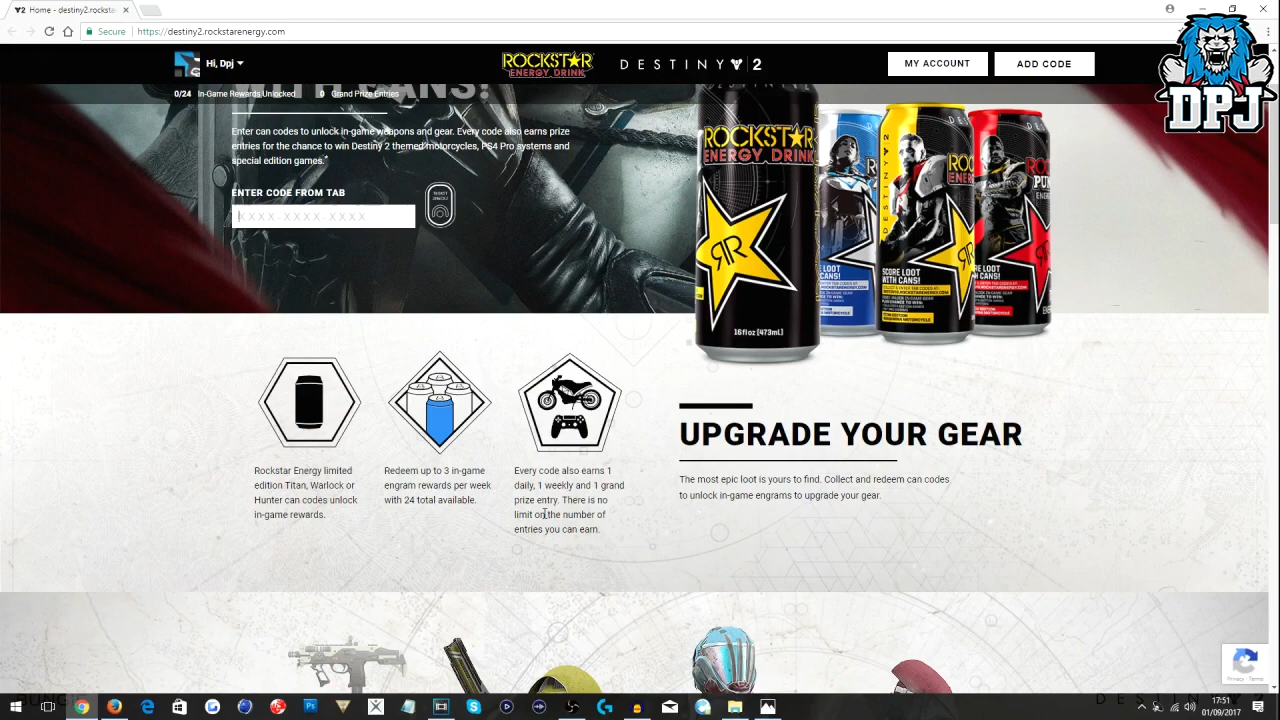 Home - destiny2.rocksta
Secure
https://destiny2.rockstarenergy.com
Hi, Dpj
ROCKSTAR
ENERGY DRINK
DESTINY 2
MY ACCOUNT
ADD CODE
DPJ
0/24 In-Game Rewards Unlocked 0 Grand Prize Entries
Enter can codes to unlock in-game weapons and gear. Every code also earns prize
entries for the chance to win Destiny 2 themed motorcycles, PS4 Pro systems and
special edition games.*
ENTER CODE FROM TAB
XXXX-XXXX-XXXX
ROCKSTAR
ENERGY DRINK
16 fl oz (473mL)
DESTINY 2
SCORE LOOT
WITH CANS!
Rockstar Energy limited
edition Titan, Warlock or
Hunter can codes unlock
in-game rewards.
Redeem up to 3 in-game
engram rewards per week
with 24 total available.
Every code also earns 1
daily, 1 weekly and 1 grand
prize entry. There is no
limit on the number of
entries you can earn.
UPGRADE YOUR GEAR
The most epic loot is yours to find. Collect and redeem can codes
to unlock in-game engrams to upgrade your gear.
Privacy - Terms
17:51
01/09/2017